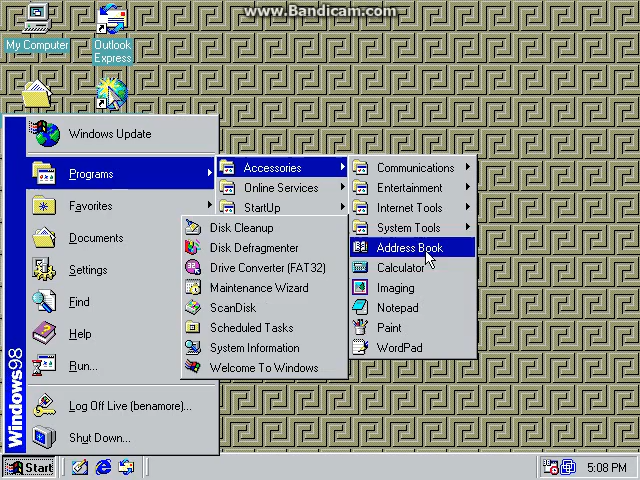 www.Bandicam.com
My Computer
Outlook
Express
Windows Update
Programs
Favorites
Documents
Settings
Find
Help
Run...
Log Off Live (benamore)...
Shut Down...
Windows98
Accessories
Online Services
StartUp
Communications
Entertainment
Internet Tools
System Tools
Address Book
Calculator
Imaging
Notepad
Paint
WordPad
Disk Cleanup
Disk Defragmenter
Drive Converter (FAT32)
Maintenance Wizard
ScanDisk
Scheduled Tasks
System Information
Welcome To Windows
Start
5:08 PM